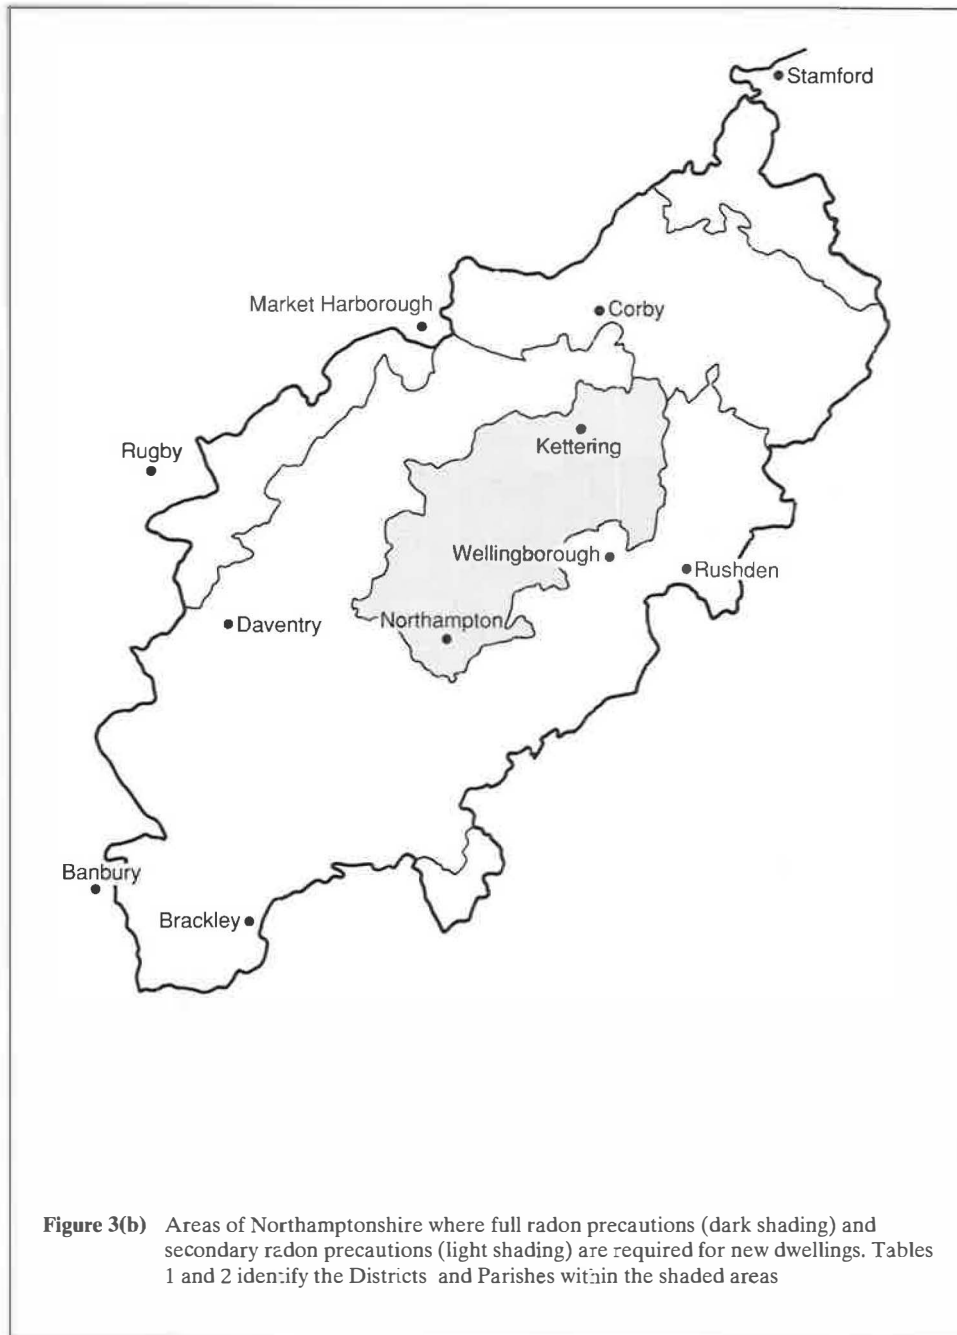 Stamford
Market Harborough
Corby
Rugby
Kettering
Wellingborough
Rushden
Northampton
Daventry
Banbury
Brackley
Figure 3(b) Areas of Northamptonshire where full radon precautions (dark shading) and
secondary radon precautions (light shading) are required for new dwellings. Tables
1 and 2 identify the Districts and Parishes within the shaded areas